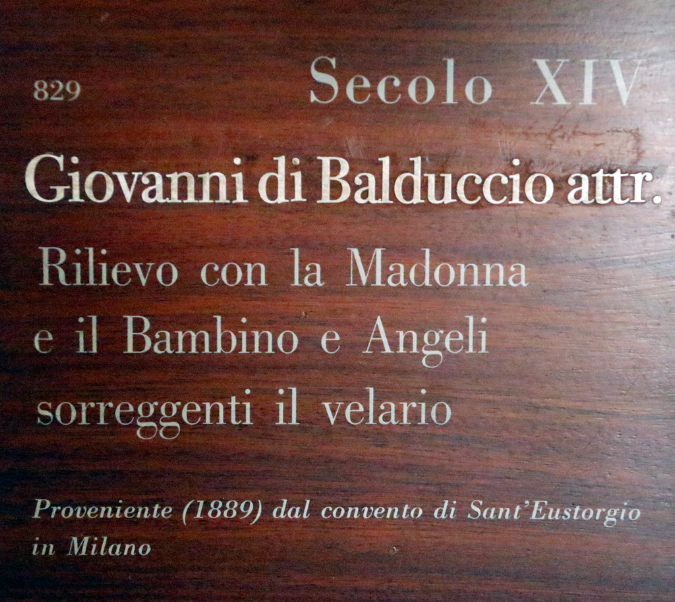 829 Secolo XIV
Giovanni di Balduccio attr.
Rilievo con la Madonna
e il Bambino e Angeli
sorreggenti il velario
Proveniente (1889) dal convento di Sant'Eustorgio
in Milano